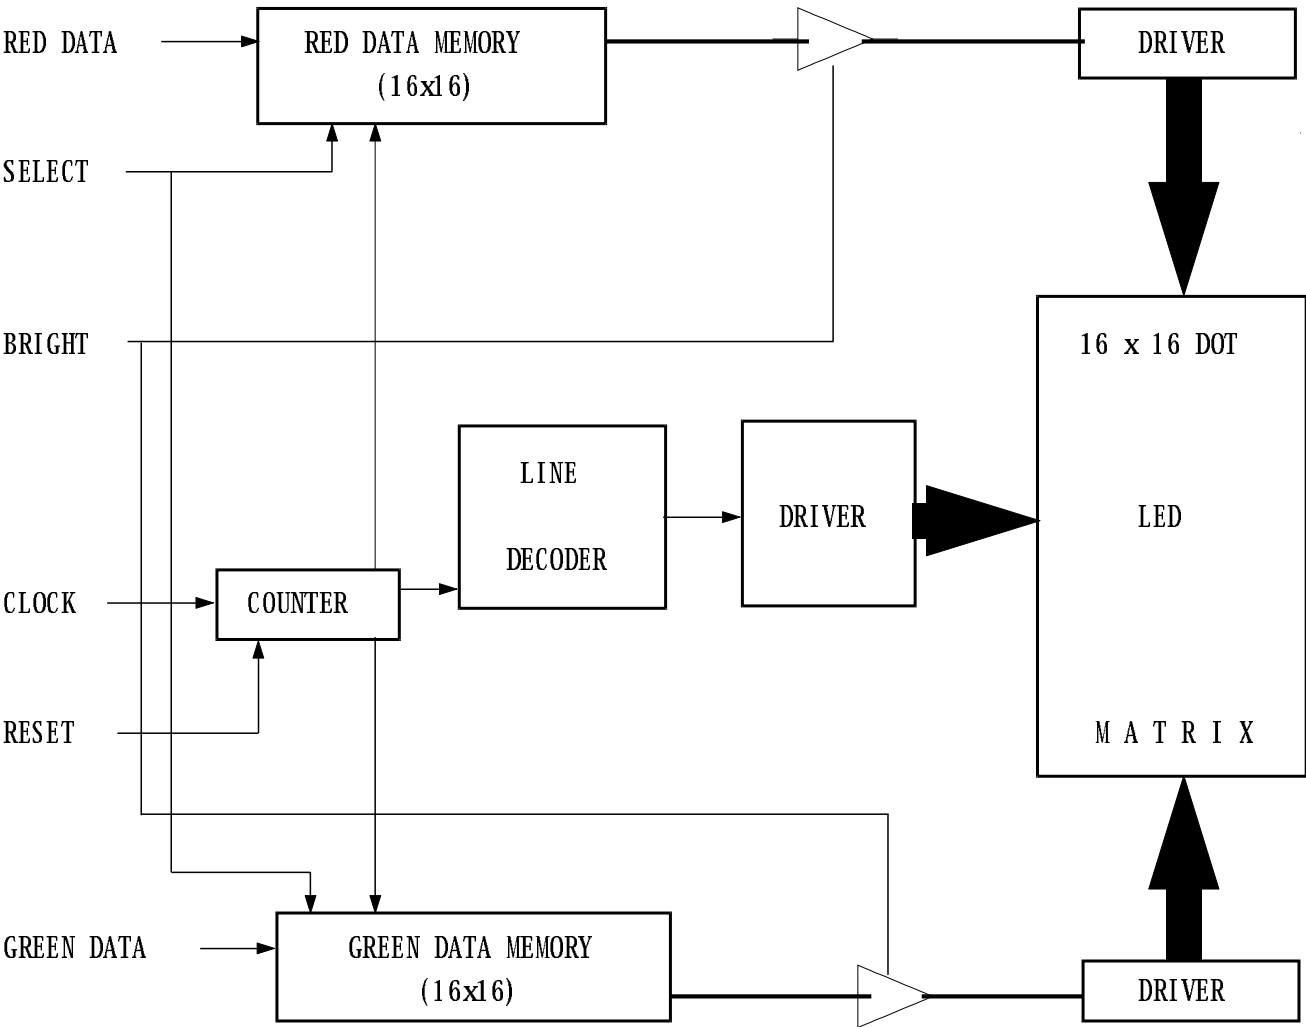 RED DATA
RED DATA MEMORY
(16x16)
DRIVER
SELECT
BRIGHT
16 x 16 DOT
LINE
DECODER
DRIVER
LED
CLOCK
COUNTER
RESET
MATRIX
GREEN DATA
GREEN DATA MEMORY
(16x16)
DRIVER